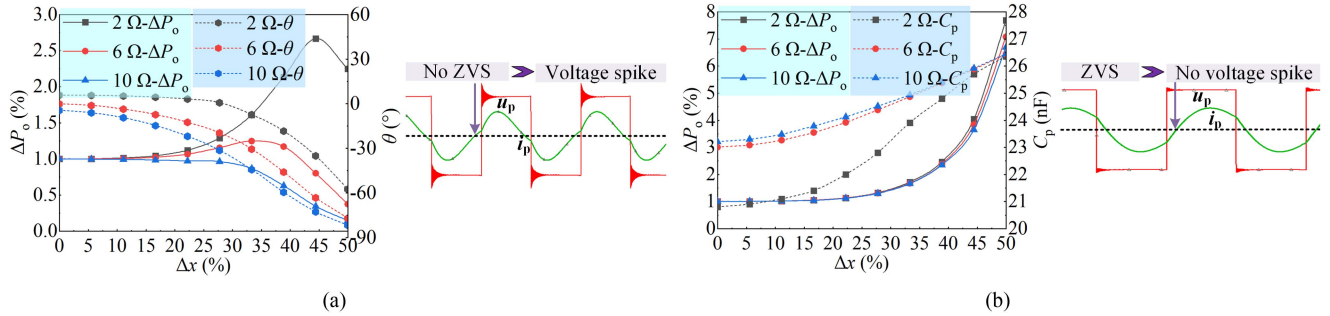 3.0
2.5
2.0
1.5
1.0
0.5
0.0
ΔPₒ (%)
2 Ω-ΔPₒ
6 Ω-ΔPₒ
10 Ω-ΔPₒ
2 Ω-θ
6 Ω-θ
10 Ω-θ
60
30
0
-30
-60
-90
θ (°)
0 5 10 15 20 25 30 35 40 45 50
Δx (%)
No ZVS
Voltage spike
uₚ
iₚ
(a)
8
7
6
5
4
3
2
1
0
ΔPₒ (%)
2 Ω-ΔPₒ
6 Ω-ΔPₒ
10 Ω-ΔPₒ
2 Ω-Cₚ
6 Ω-Cₚ
10 Ω-Cₚ
28
27
26
25
24
23
22
21
20
Cₚ (nF)
0 5 10 15 20 25 30 35 40 45 50
Δx (%)
ZVS
No voltage spike
uₚ
iₚ
(b)